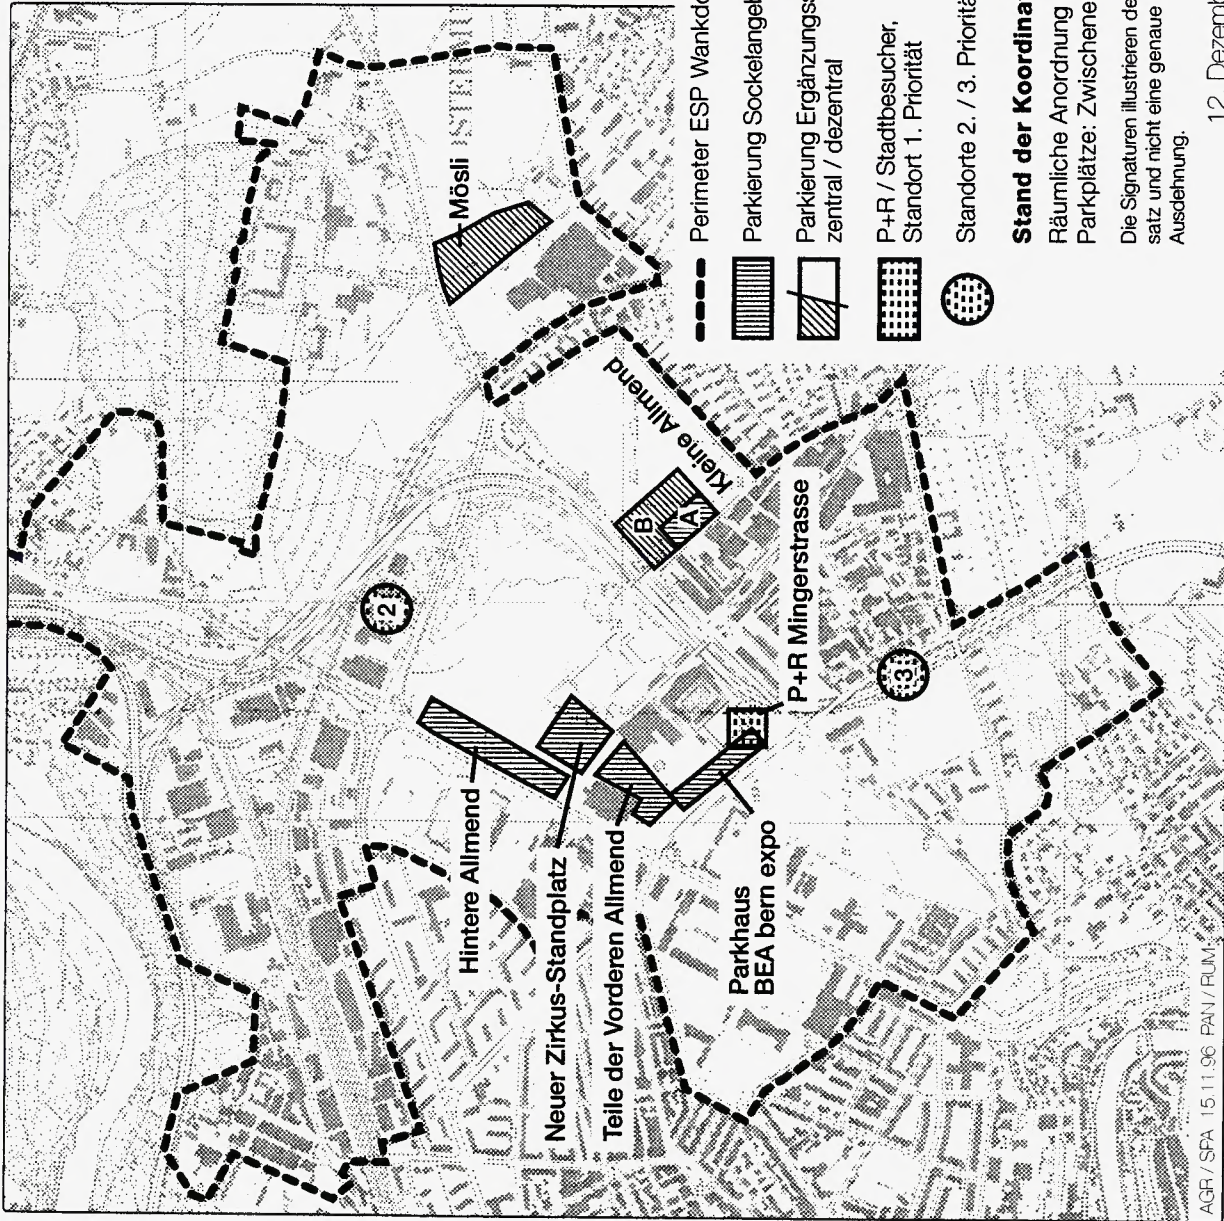 Mösli
Kleine Allmend
B
A
2
3
P+R Mingerstrasse
Hintere Allmend
Neuer Zirkus-Standplatz
Teile der Vorderen Allmend
Parkhaus
BEA bern expo
Perimeter ESP Wankdo
Parkierung Sockelangeb
Parkierung Ergänzungs
zentral / dezentral
P+R / Stadtbesucher,
Standort 1. Priorität
Standorte 2. / 3. Priorität
Stand der Koordina
Räumliche Anordnung
Parkplätze: Zwischene
Die Signaturen illustrieren de
satz und nicht eine genaue
Ausdehnung.
12. Dezemb
AGR / SPA 15.11.96 PAN / RUM